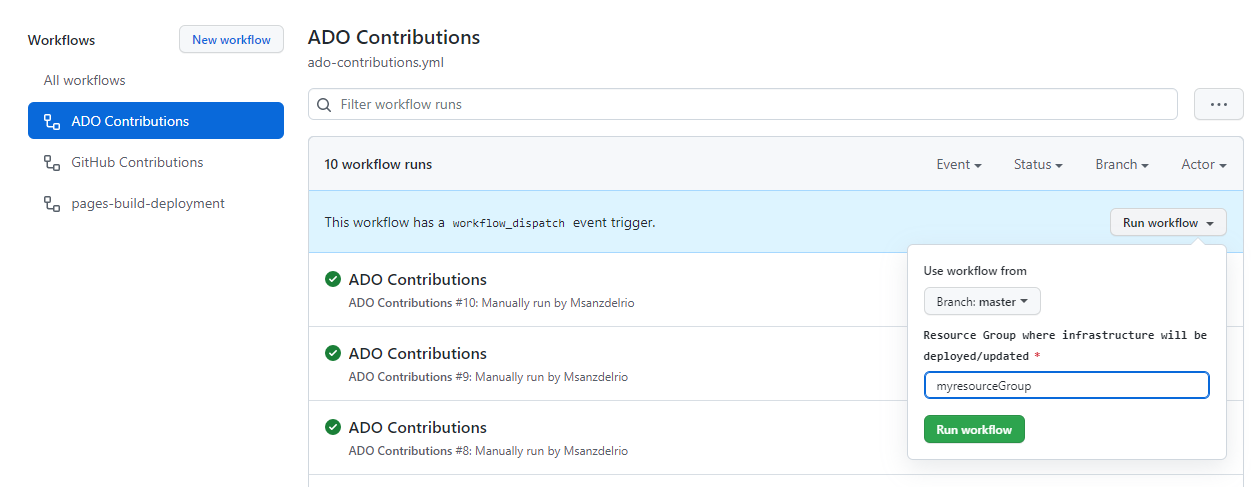 Workflows
New workflow
All workflows
ADO Contributions
GitHub Contributions
pages-build-deployment
ADO Contributions
ado-contributions.yml
Filter workflow runs
10 workflow runs
Event
Status
Branch
Actor
This workflow has a workflow_dispatch event trigger.
Run workflow
ADO Contributions
ADO Contributions #10: Manually run by Msanzdelrio
ADO Contributions
ADO Contributions #9: Manually run by Msanzdelrio
ADO Contributions
ADO Contributions #8: Manually run by Msanzdelrio
Use workflow from
Branch: master
Resource Group where infrastructure will be
deployed/updated *
myresourceGroup
Run workflow